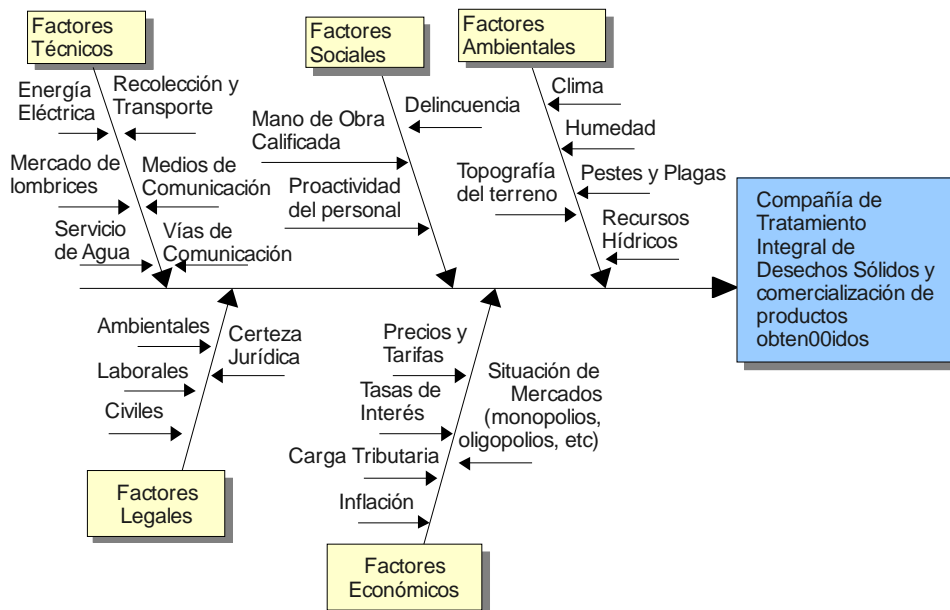 Factores
Técnicos
Factores
Sociales
Factores
Ambientales
Energía
Eléctrica
Recolección y
Transporte
Mercado de
lombrices
Medios de
Comunicación
Servicio
de Agua
Vías de
Comunicación
Mano de Obra
Calificada
Delincuencia
Proactividad
del personal
Clima
Humedad
Topografía
del terreno
Pestes y Plagas
Recursos
Hídricos
Compañía de
Tratamiento
Integral de
Desechos Sólidos y
comercialización de
productos
obten00idos
Ambientales
Certeza
Jurídica
Laborales
Civiles
Factores
Legales
Precios y
Tarifas
Tasas de
Interés
Situación de
Mercados
(monopolios,
oligopolios, etc)
Carga Tributaria
Inflación
Factores
Económicos